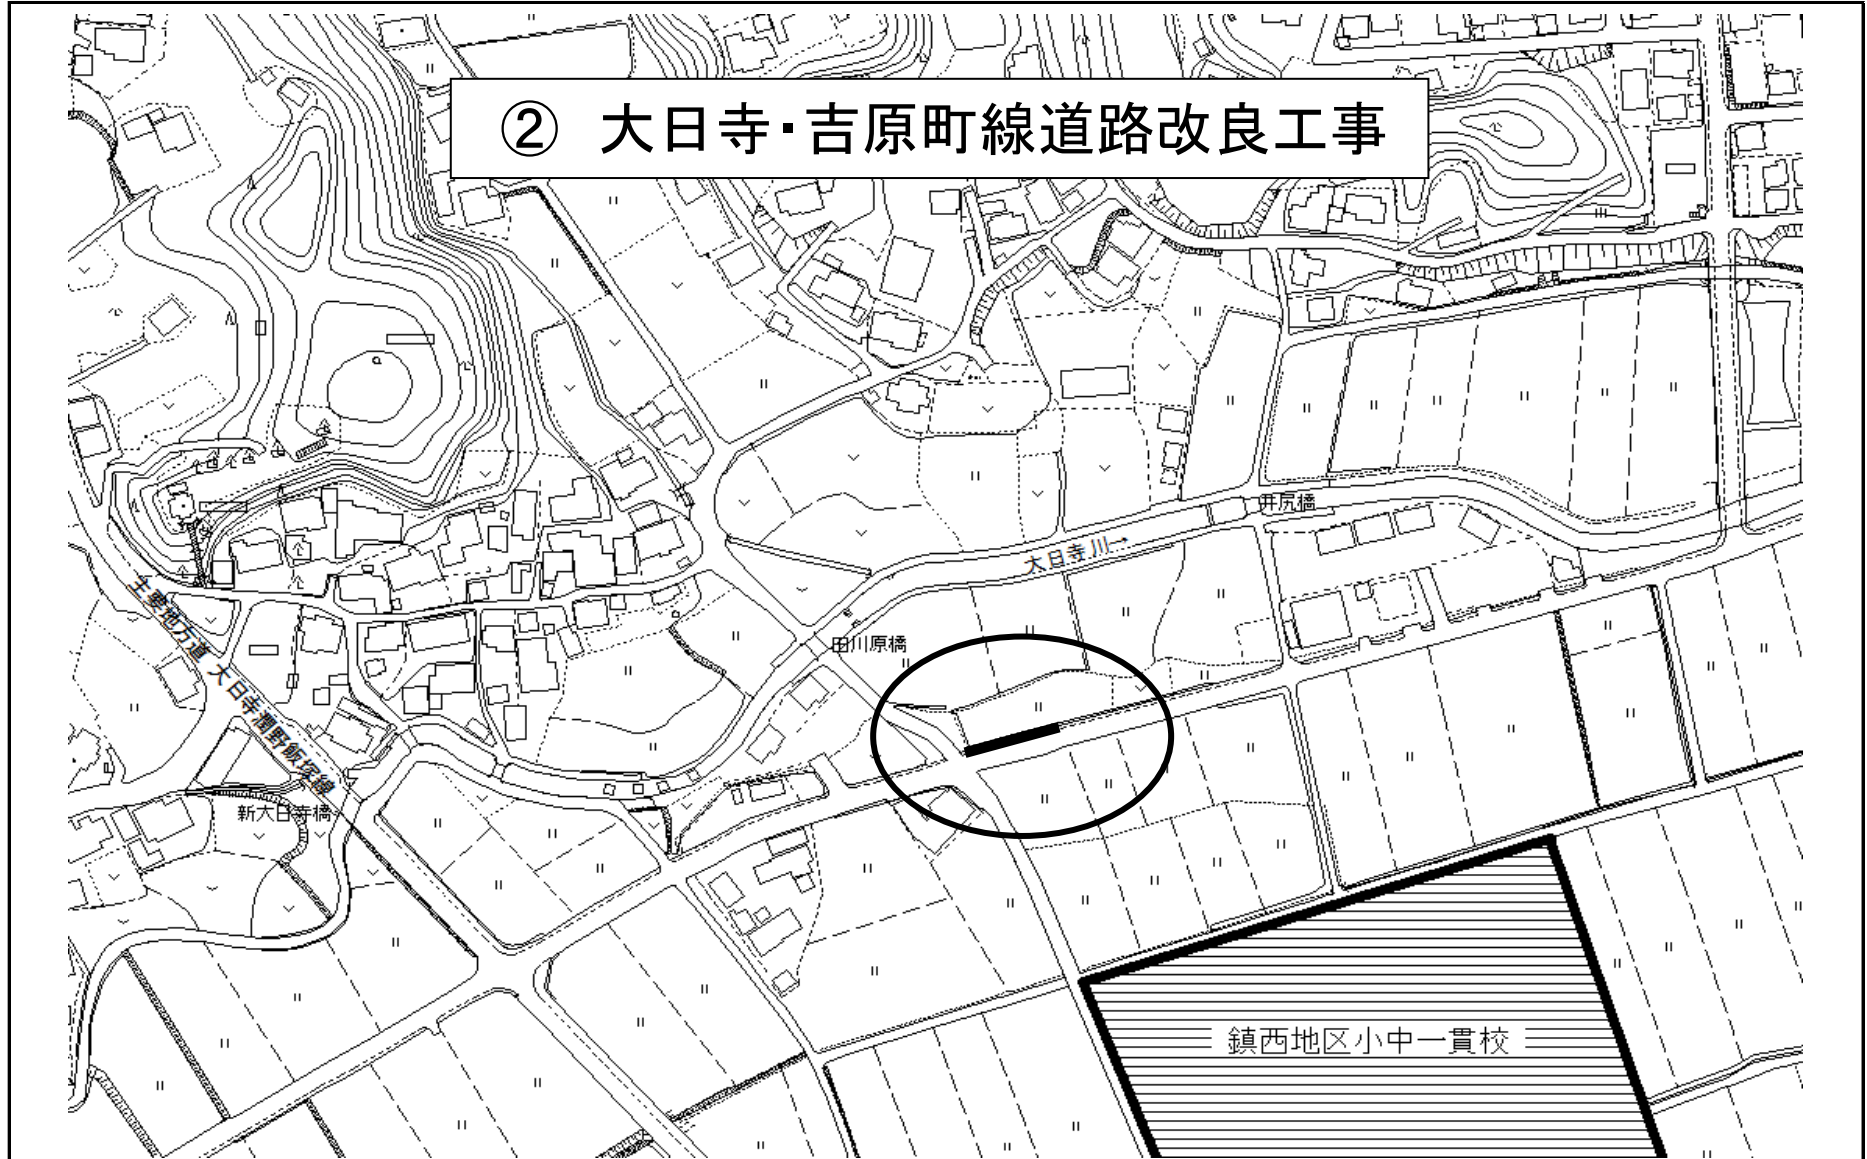 ② 大日寺・吉原町線道路改良工事
井尻橋
大日寺川→
田川原橋
主要地方道 大日寺潤野飯塚線
新大日寺橋
鎮西地区小中一貫校